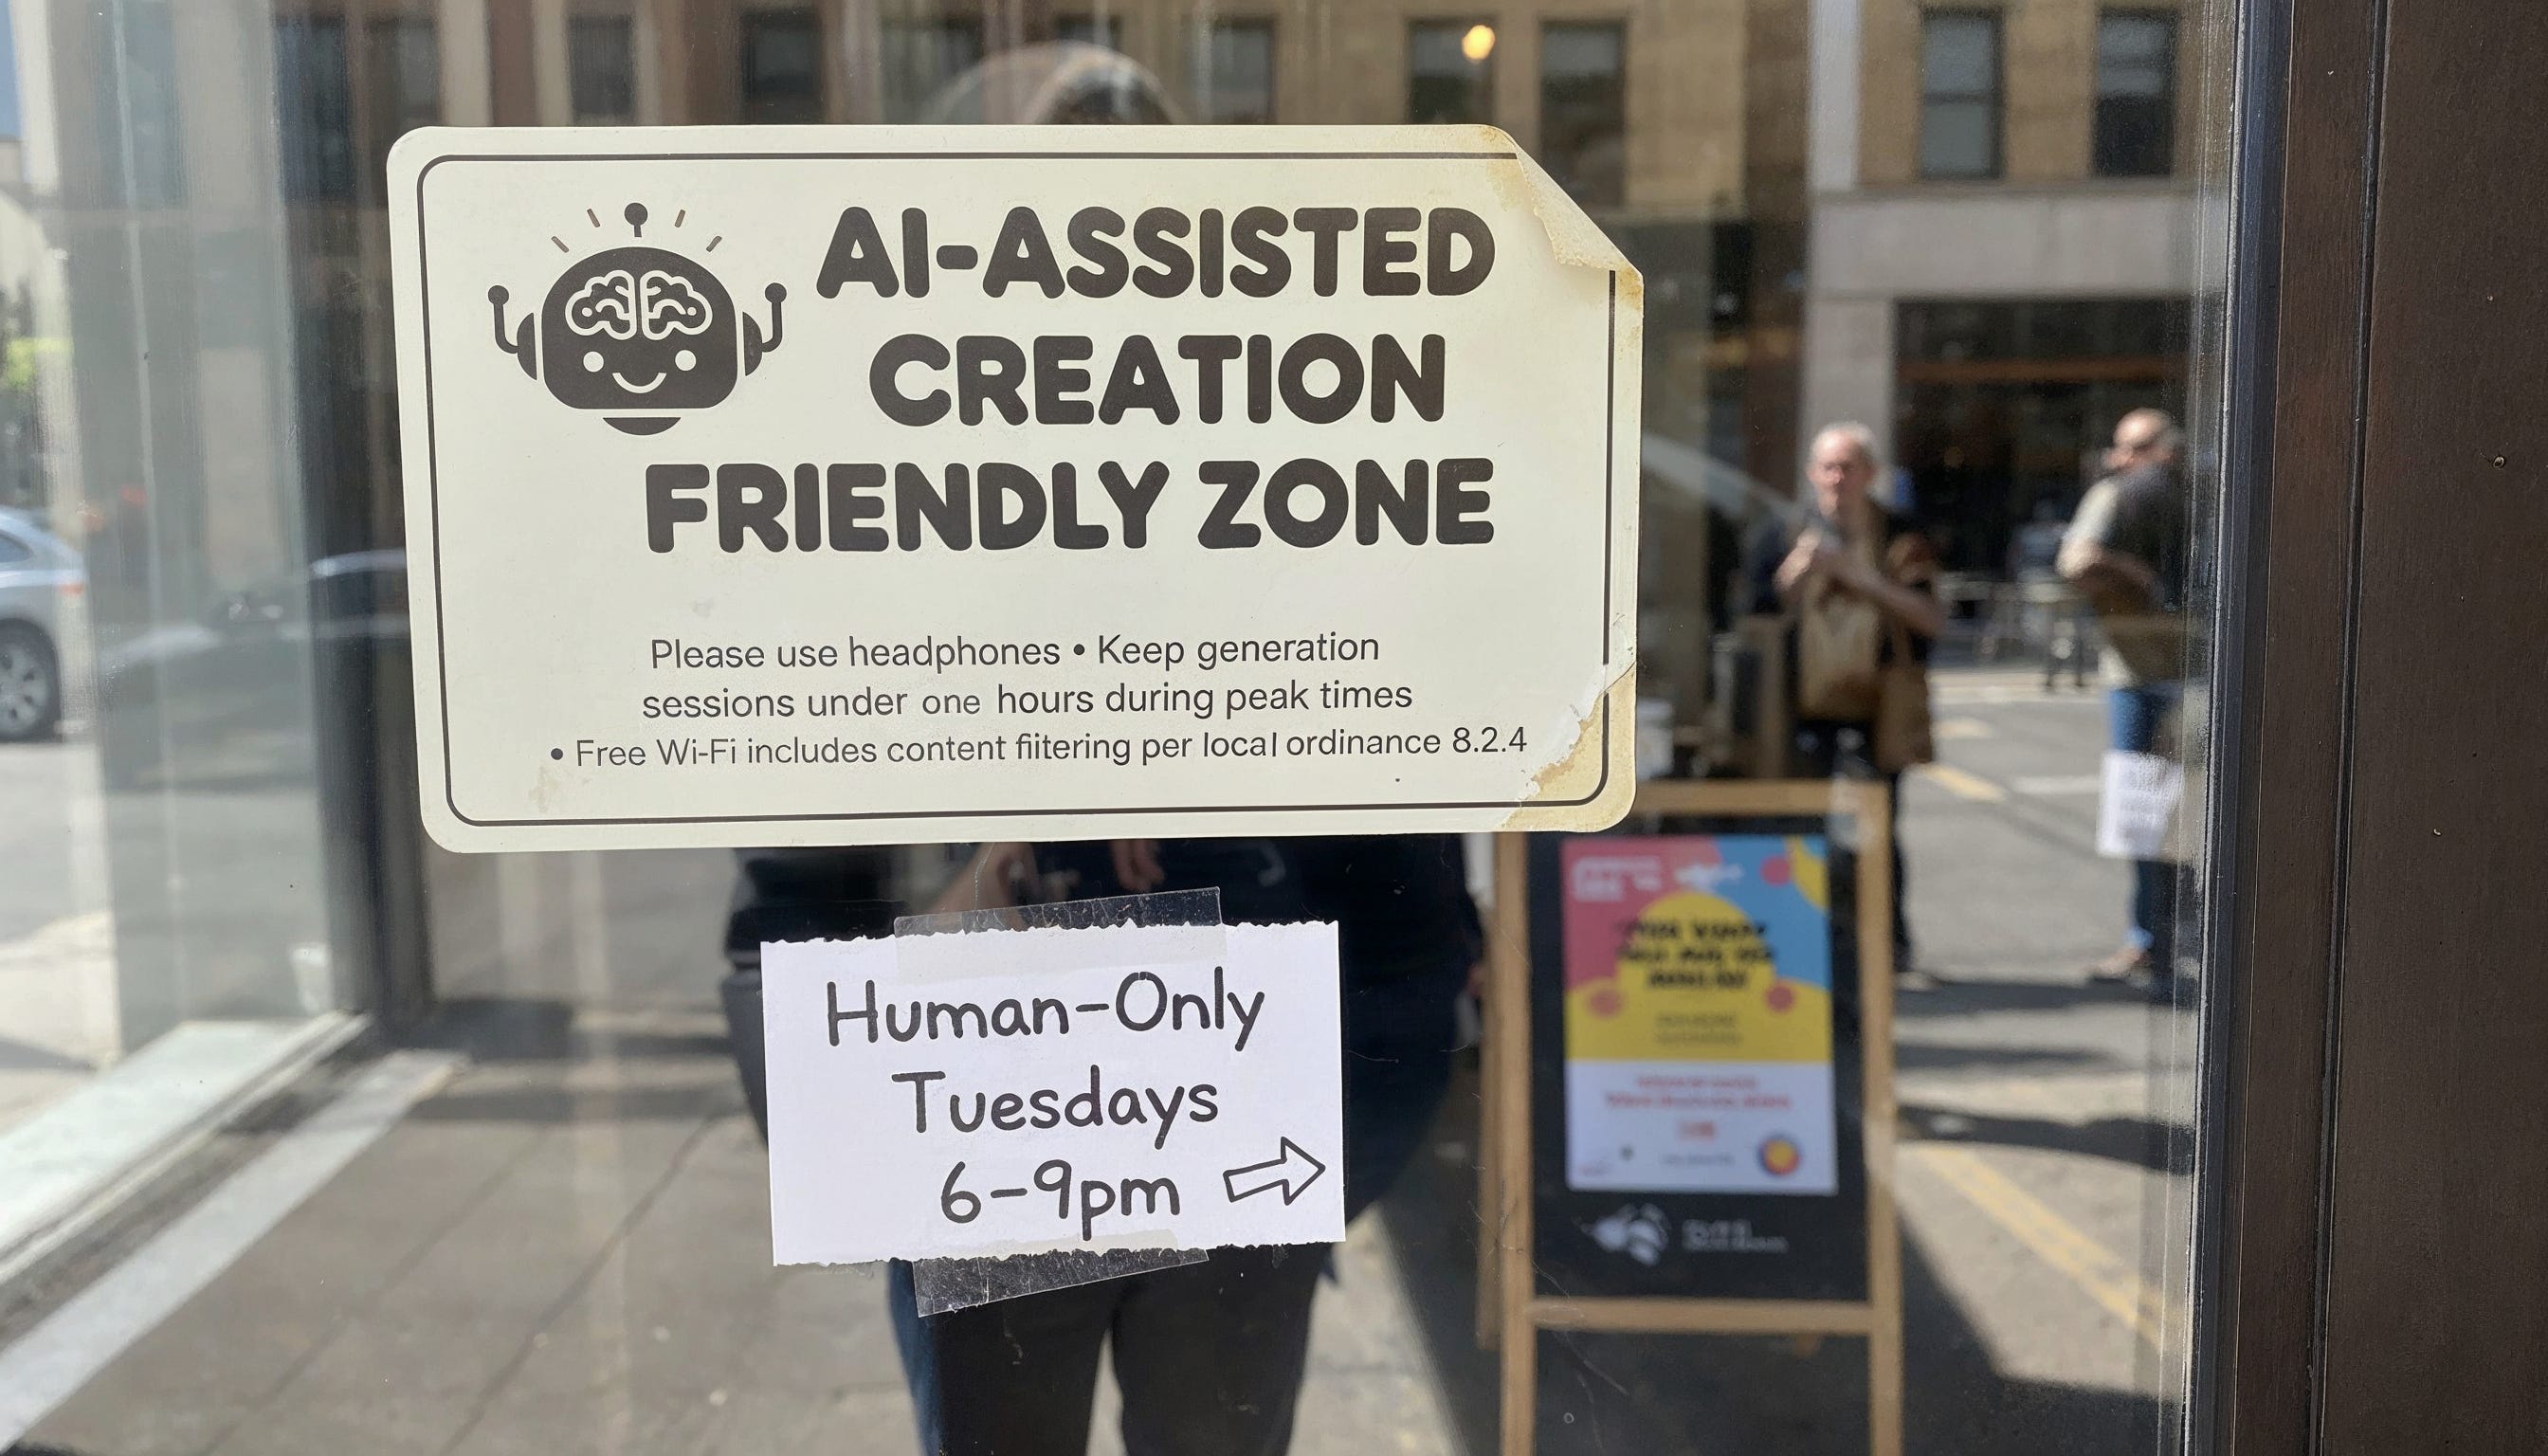 AI-ASSISTED
CREATION
FRIENDLY ZONE
Please use headphones • Keep generation
sessions under one hours during peak times
• Free Wi-Fi includes content fiitering per local ordinance 8.2.4
Human-Only
Tuesdays
6-9pm